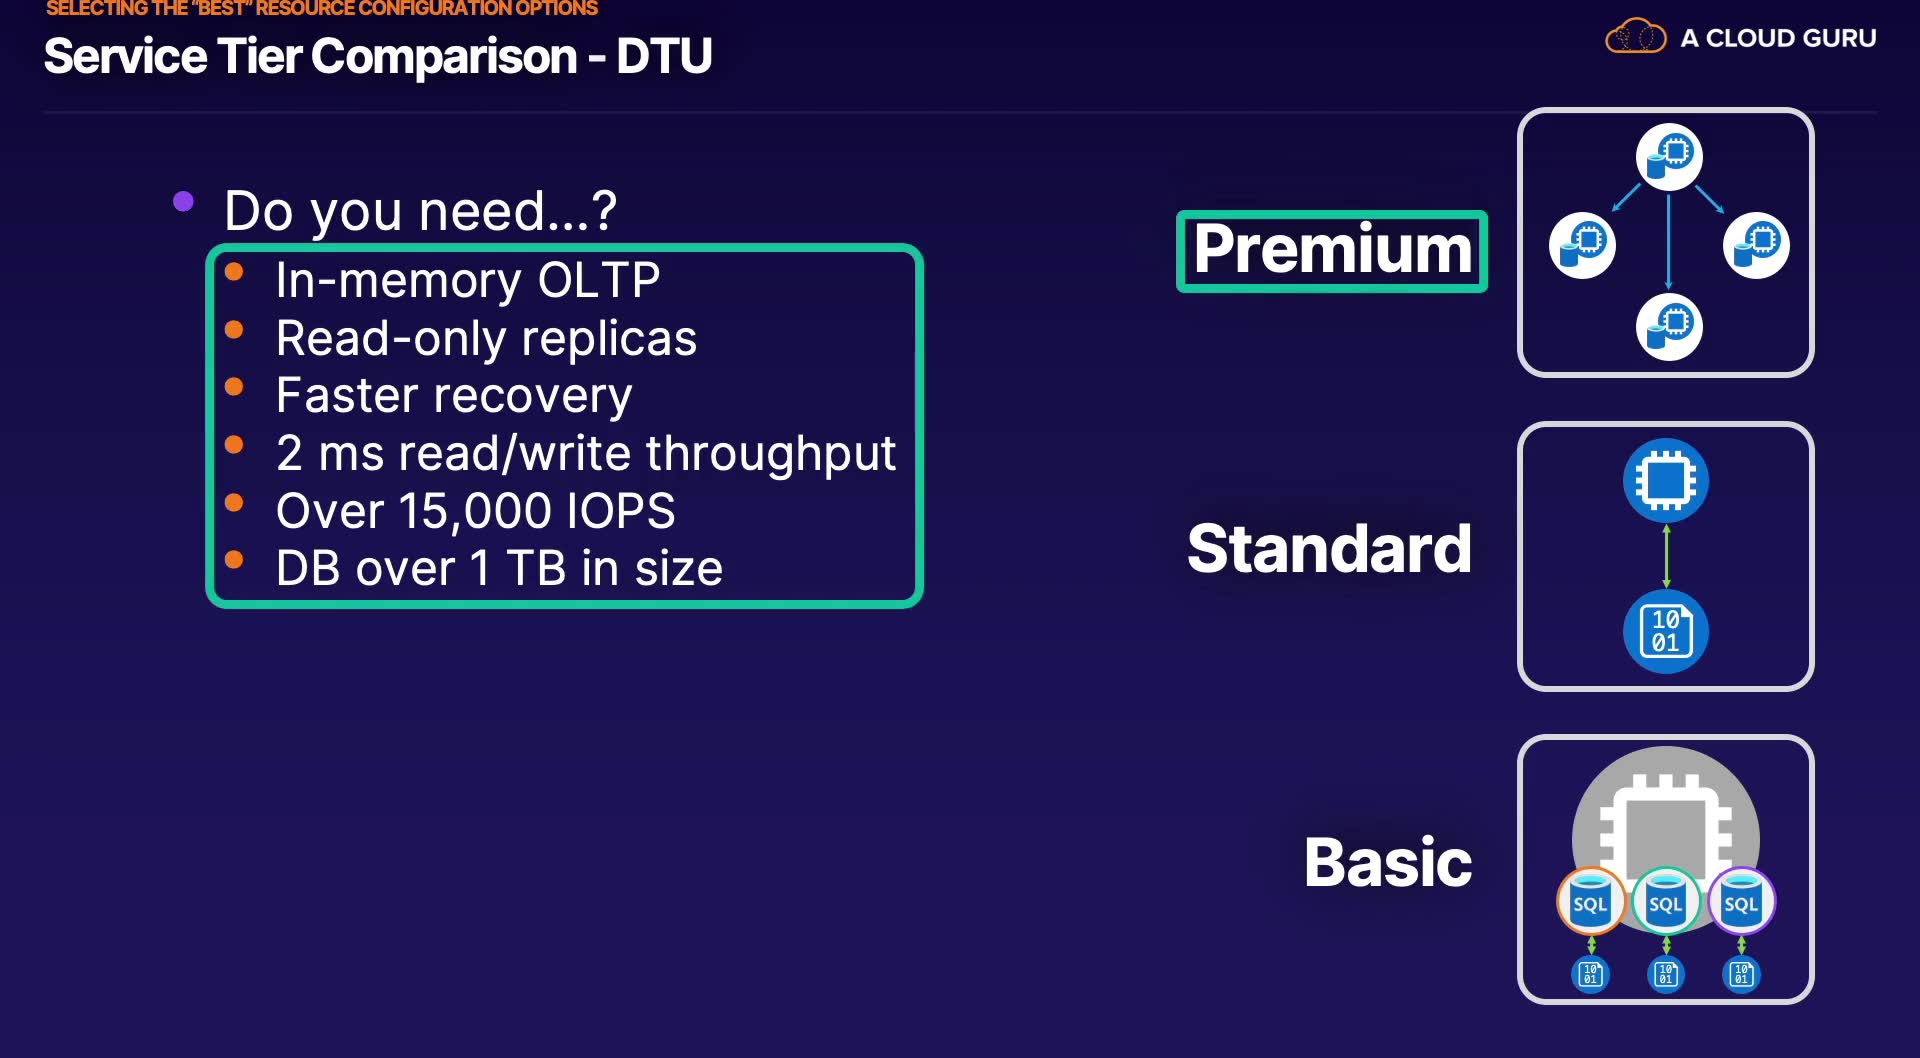 SELECTING THE "BEST" RESOURCE CONFIGURATION OPTIONS
Service Tier Comparison - DTU
A CLOUD GURU
Do you need...?
In-memory OLTP
Read-only replicas
Faster recovery
2 ms read/write throughput
Over 15,000 IOPS
DB over 1 TB in size
Premium
Standard
10
01
Basic
SQL SQL SQL
10 10 10
01 01 01